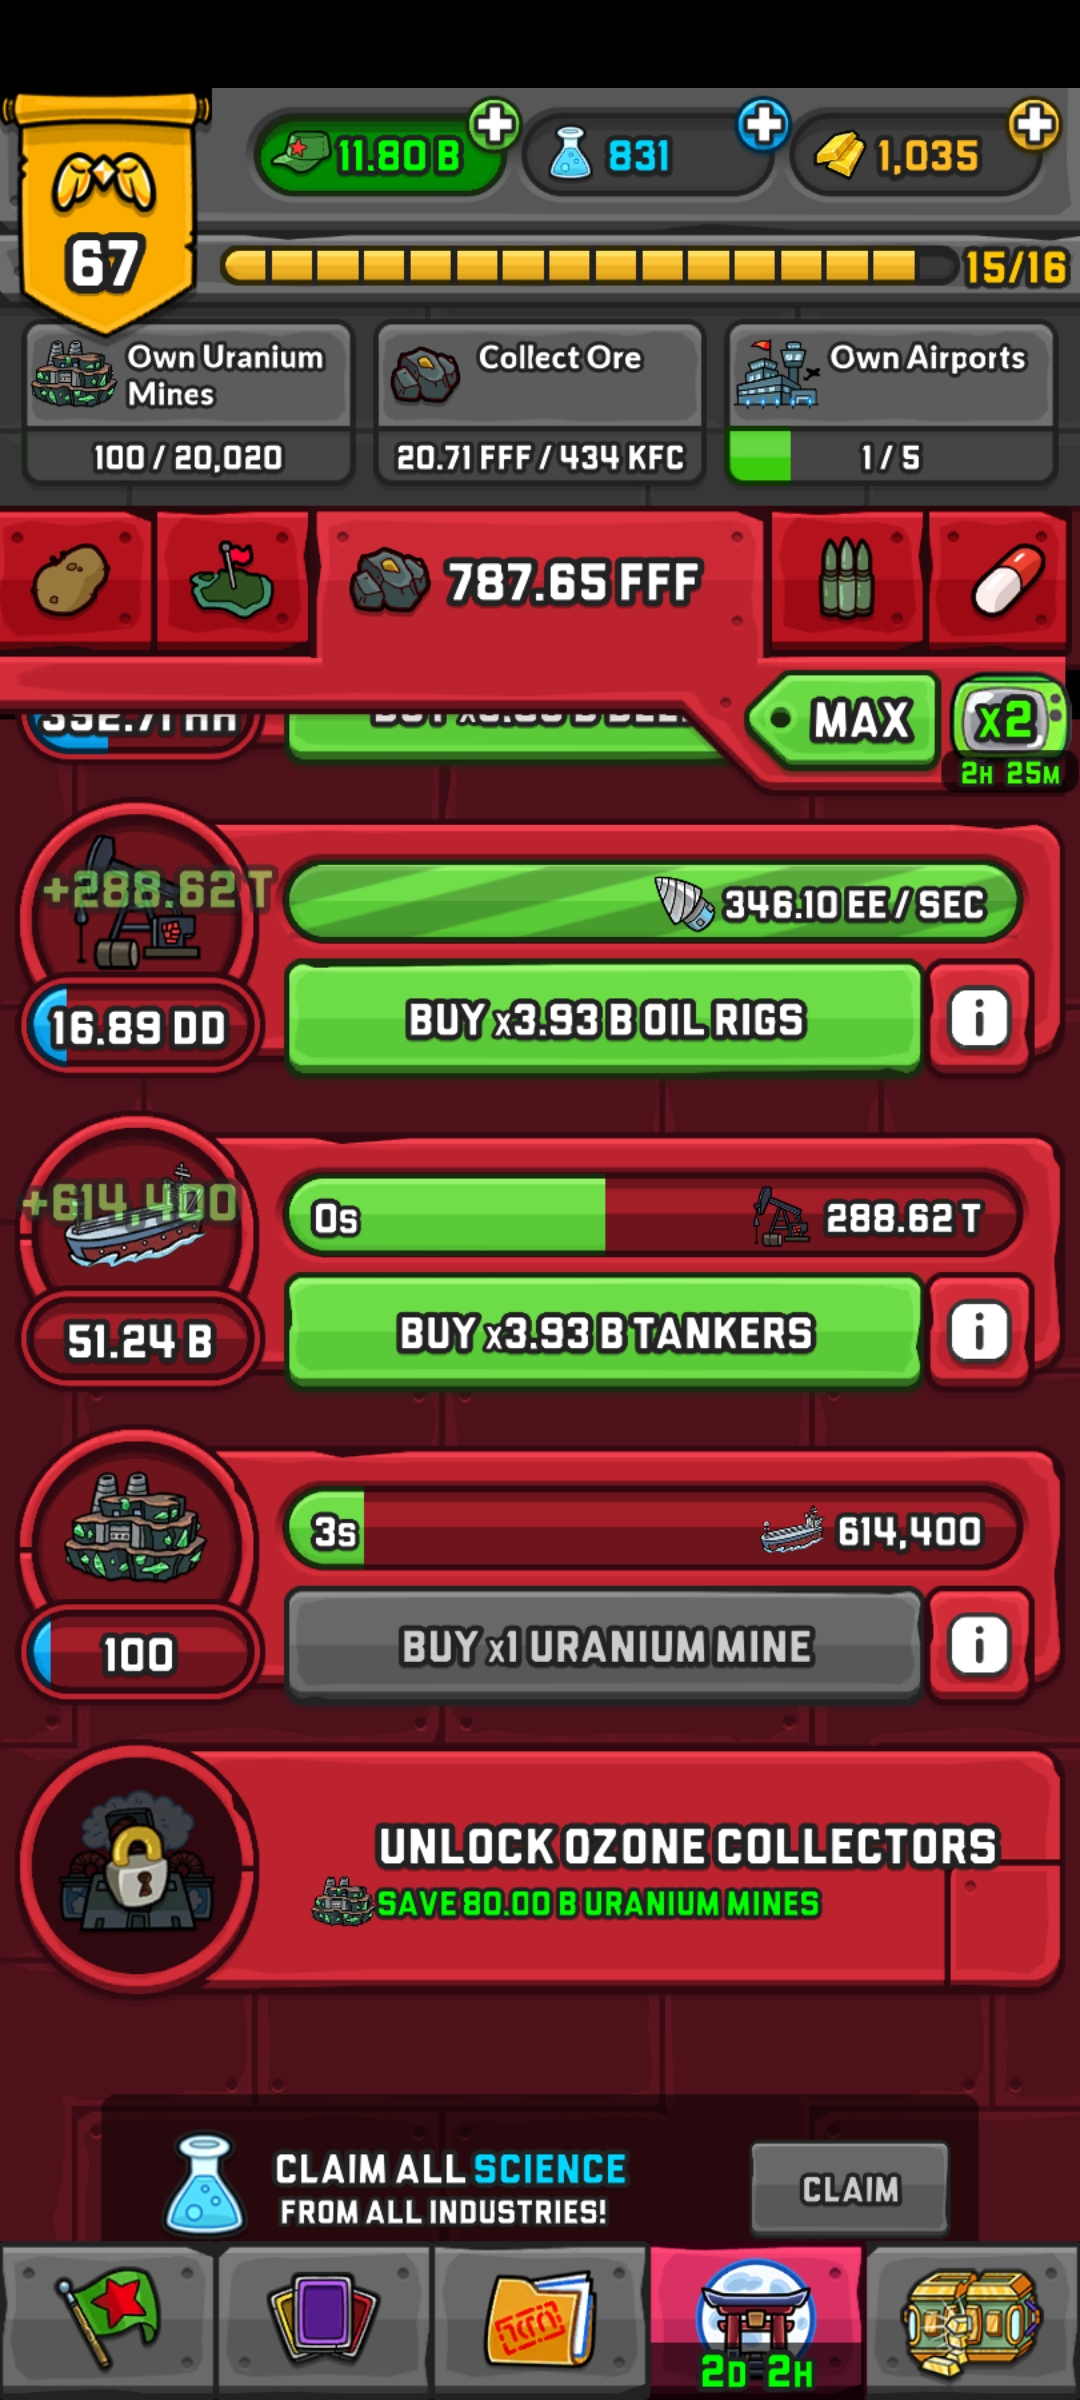 11.80 B
831
1,035
67
15/16
Own Uranium
Mines
Collect Ore
Own Airports
100 / 20,020
20.71 FFF / 434 KFC
1 / 5
787.65 FFF
MAX
x2
2H 25M
352.71 HH
+288.62 T
346.10 EE / SEC
16.89 DD
BUY x3.93 B OIL RIGS
i
+614,400
0s
288.62 T
51.24 B
BUY x3.93 B TANKERS
i
3s
614,400
100
BUY x1 URANIUM MINE
i
UNLOCK OZONE COLLECTORS
SAVE 80.00 B URANIUM MINES
CLAIM ALL SCIENCE
FROM ALL INDUSTRIES!
CLAIM
2D 2H